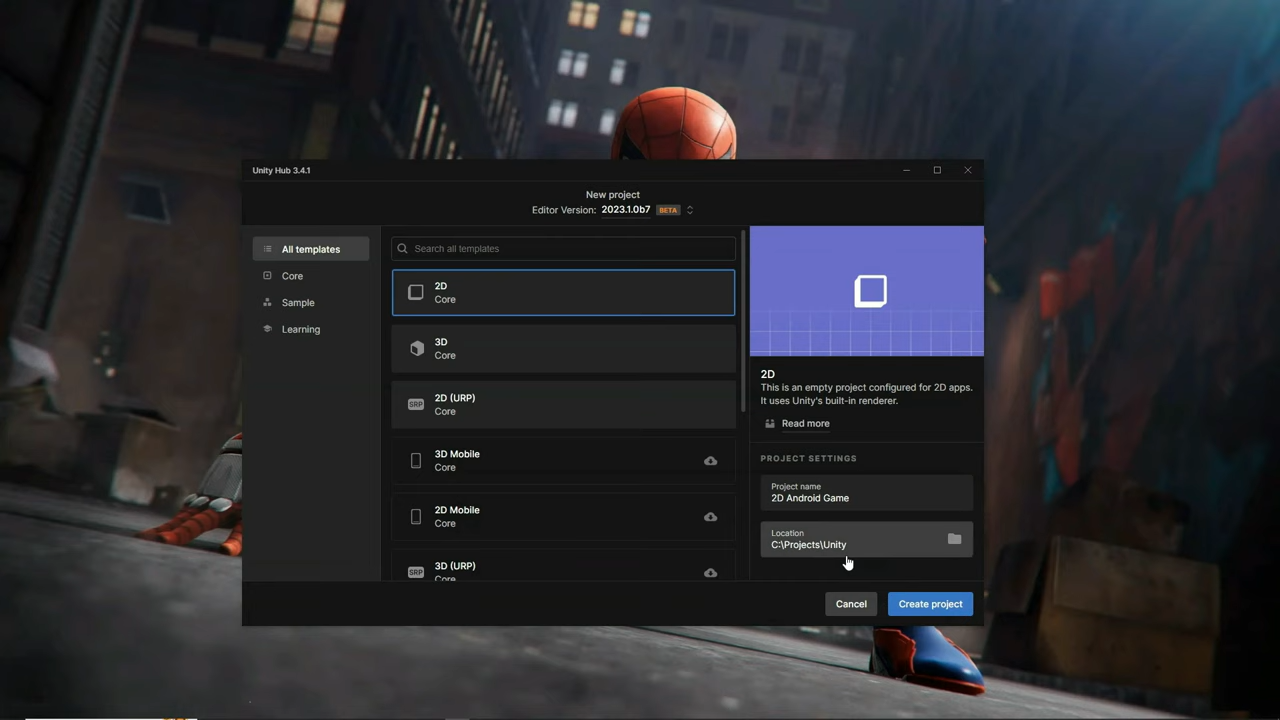 Unity Hub 3.4.1
New project
Editor Version: 2023.1.0b7 BETA
All templates
Core
Sample
Learning
Search all templates
2D
Core
3D
Core
SRP
2D (URP)
Core
3D Mobile
Core
2D Mobile
Core
SRP
3D (URP)
Core
2D
This is an empty project configured for 2D apps.
It uses Unity's built-in renderer.
Read more
PROJECT SETTINGS
Project name
2D Android Game
Location
C:\Projects\Unity
Cancel
Create project